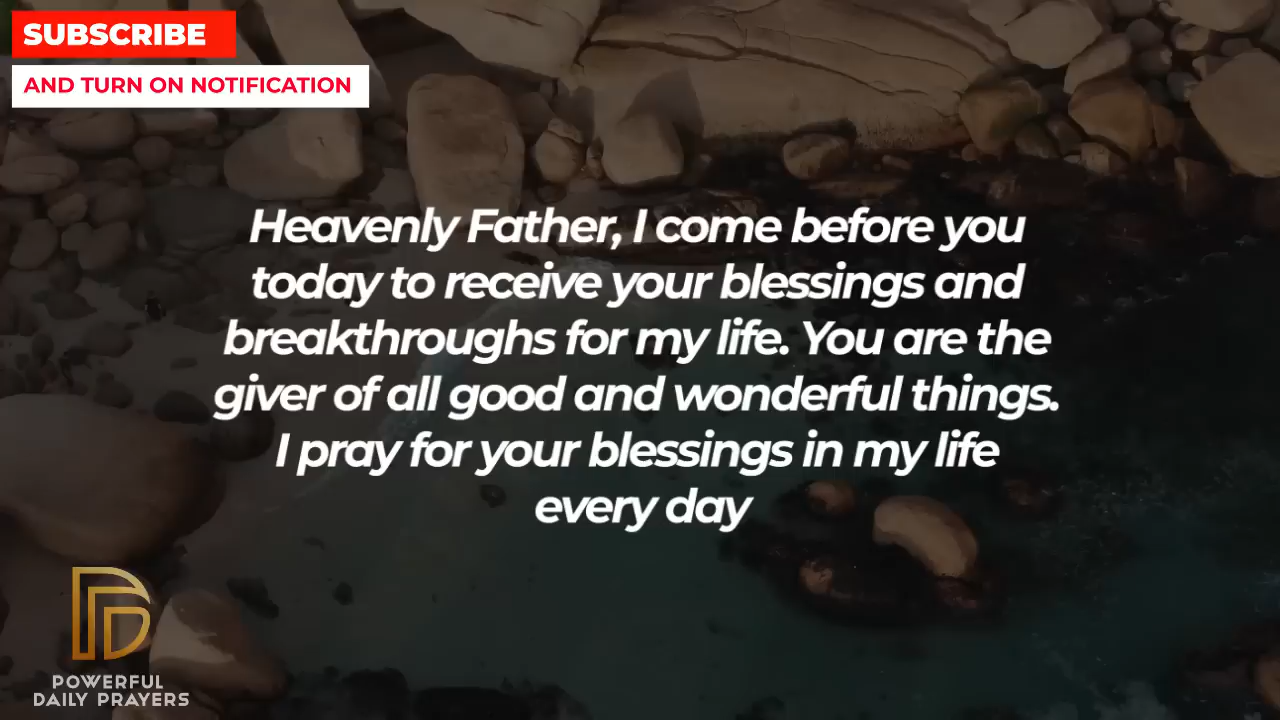 SUBSCRIBE
AND TURN ON NOTIFICATION
Heavenly Father, I come before you
today to receive your blessings and
breakthroughs for my life. You are the
giver of all good and wonderful things.
I pray for your blessings in my life
every day
POWERFUL
DAILY PRAYERS